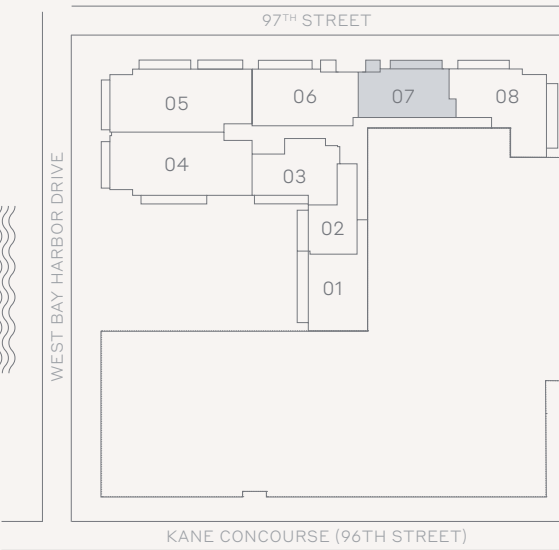 97TH STREET
05
06
07
08
04
03
02
01
WEST BAY HARBOR DRIVE
KANE CONCOURSE (96TH STREET)